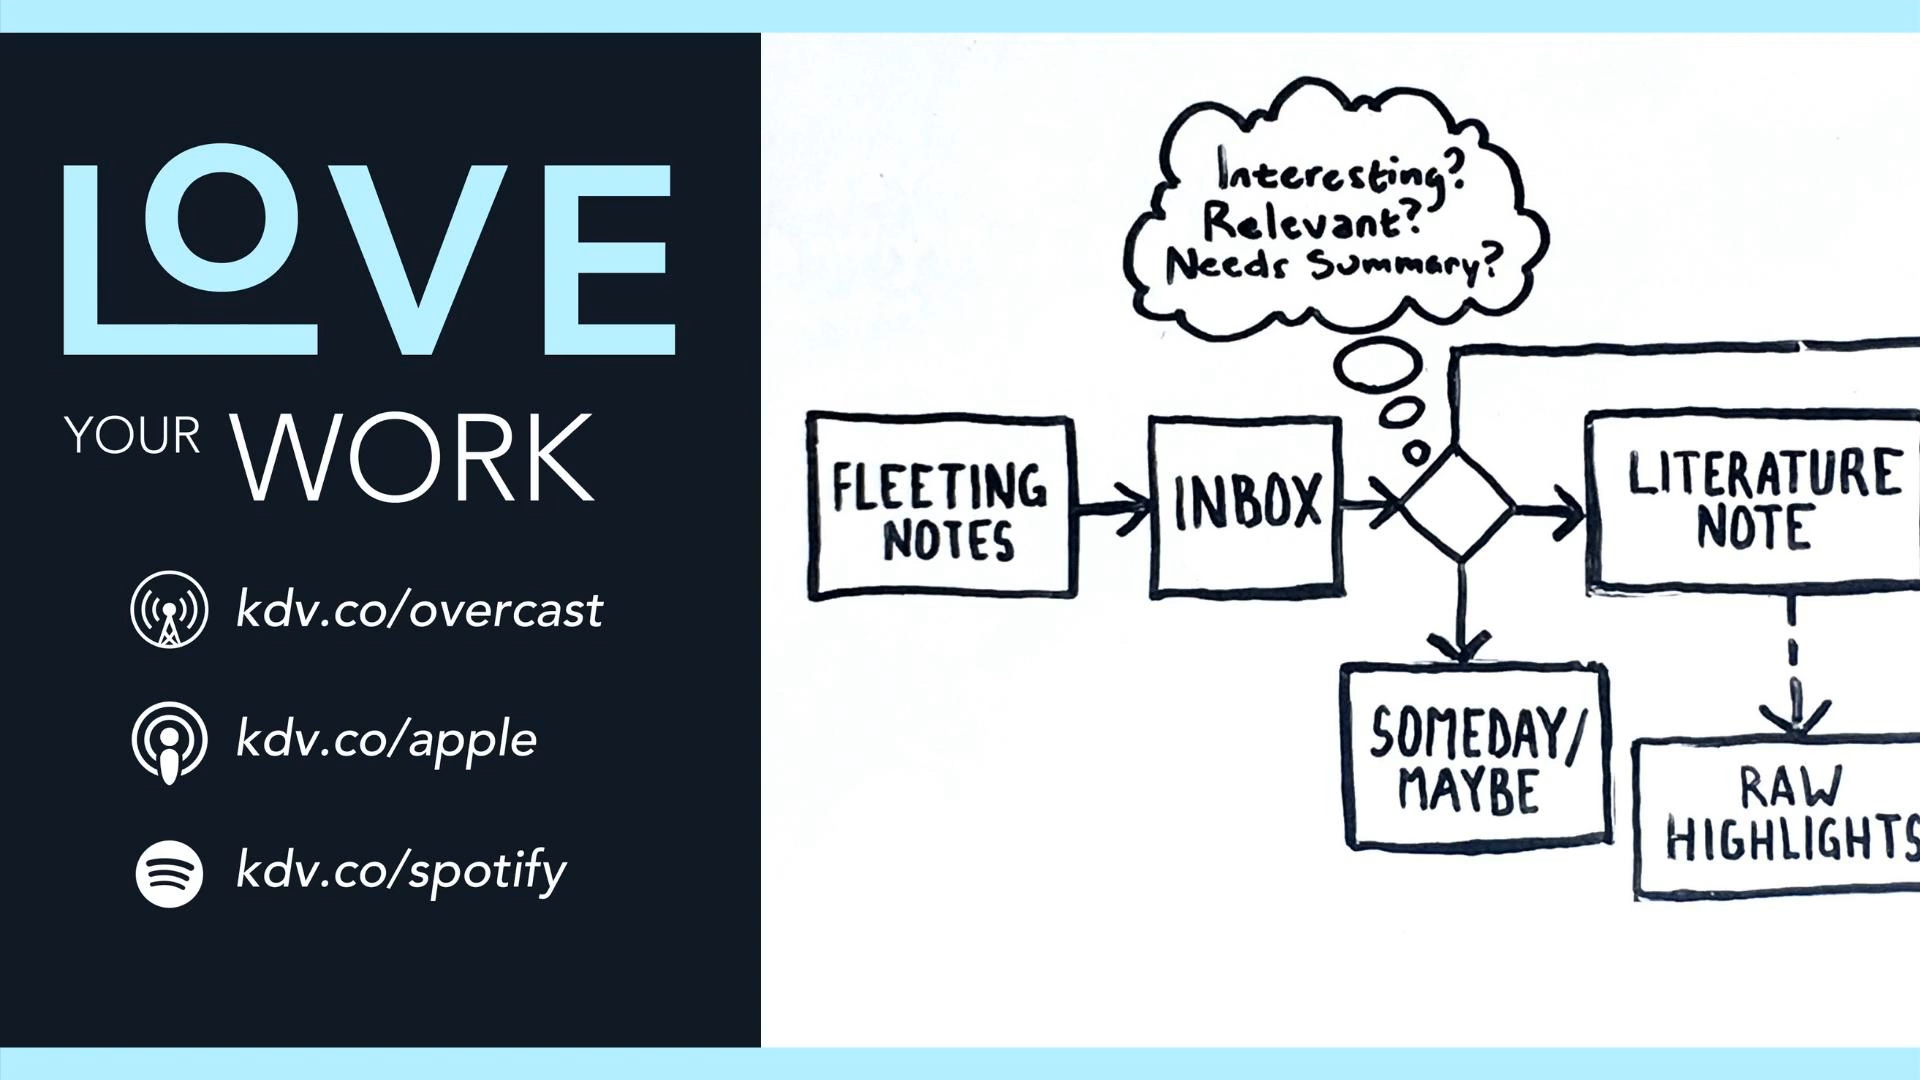 LOVE
YOUR WORK
kdv.co/overcast
kdv.co/apple
kdv.co/spotify
Interesting?
Relevant?
Needs Summary?
FLEETING
NOTES
INBOX
LITERATURE
NOTE
SOMEDAY/
MAYBE
RAW
HIGHLIGHTS